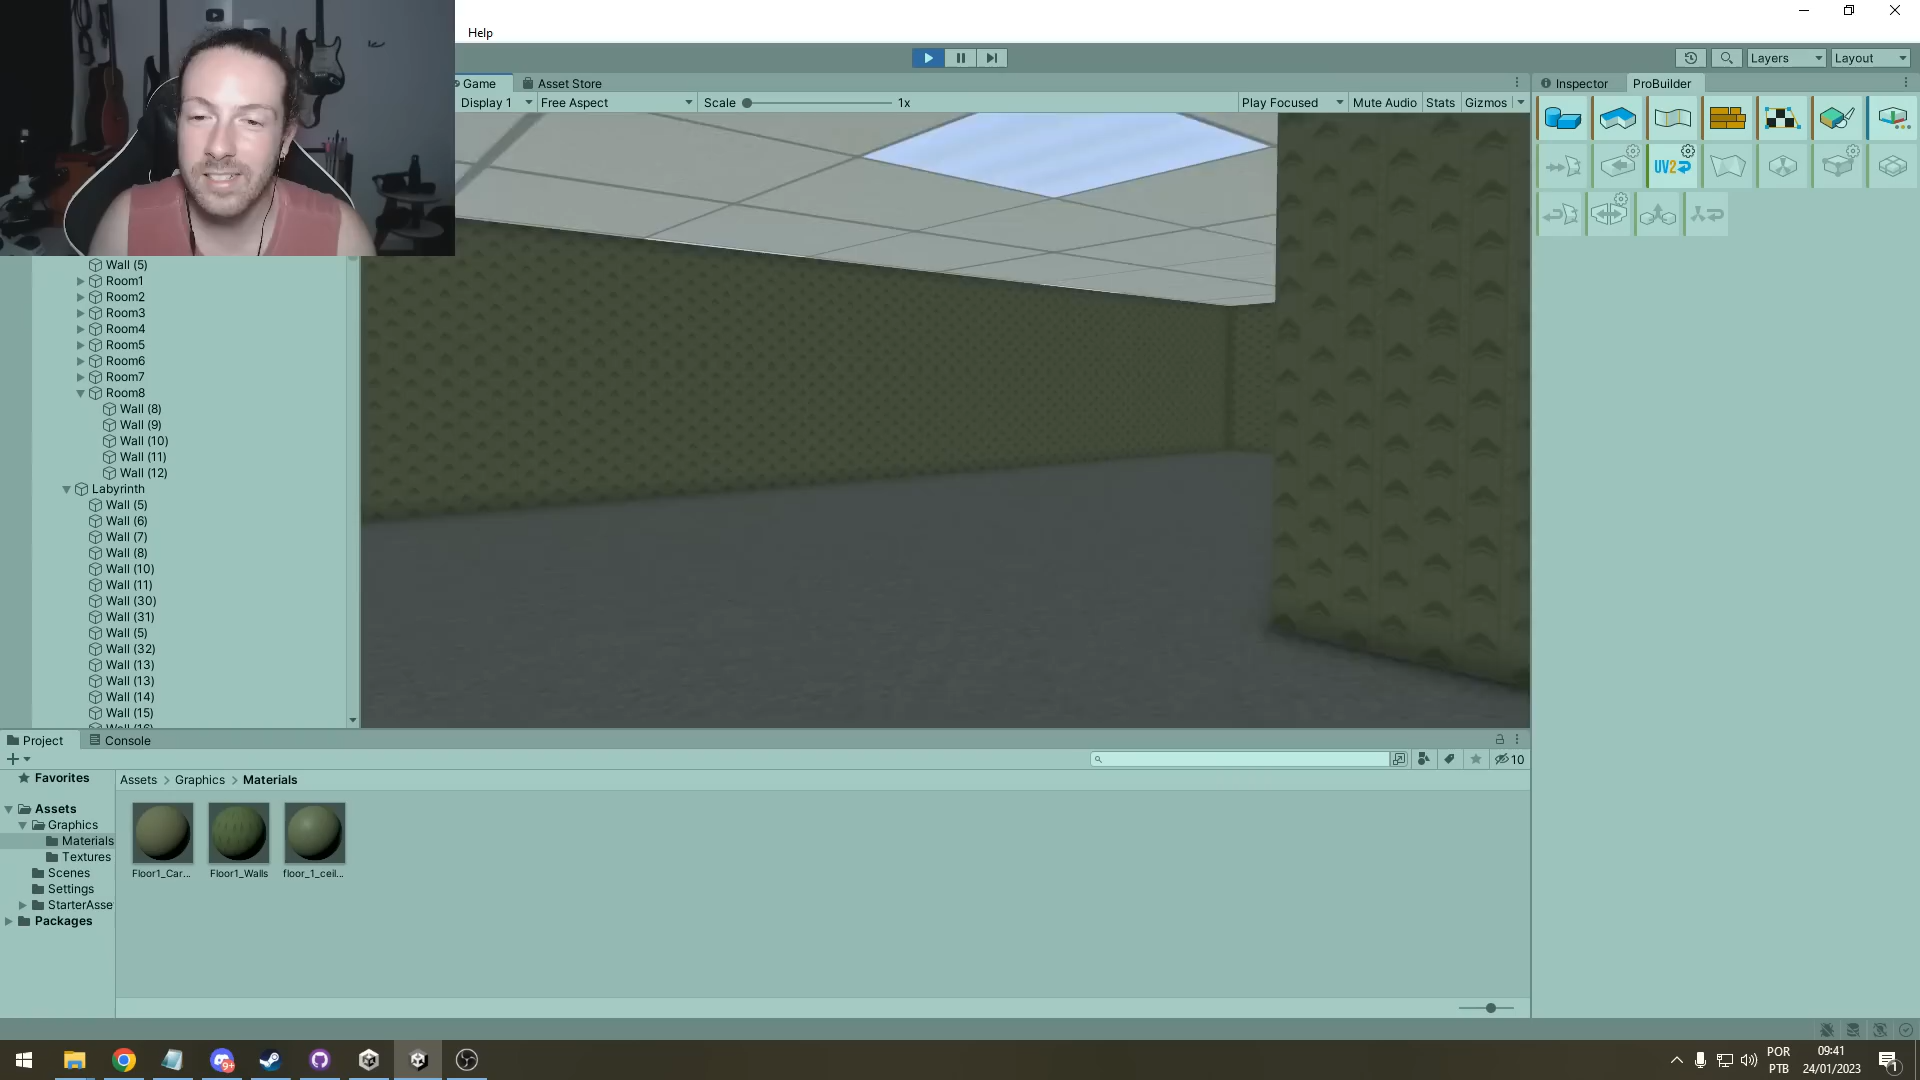 Help
Layers
Layout
Game
Asset Store
Inspector
ProBuilder
Display 1
Free Aspect
Scale
1x
Play Focused
Mute Audio
Stats
Gizmos
UV2
Wall (5)
Room1
Room2
Room3
Room4
Room5
Room6
Room7
Room8
Wall (8)
Wall (9)
Wall (10)
Wall (11)
Wall (12)
Labyrinth
Wall (5)
Wall (6)
Wall (7)
Wall (8)
Wall (10)
Wall (11)
Wall (30)
Wall (31)
Wall (5)
Wall (32)
Wall (13)
Wall (13)
Wall (14)
Wall (15)
Wall (16)
Project
Console
10
Favorites
Assets > Graphics > Materials
Assets
Graphics
Materials
Textures
Scenes
Settings
StarterAsse
Packages
Floor1_Car...
Floor1_Walls
floor_1_ceil...
9+
POR
PTB
09:41
24/01/2023
1